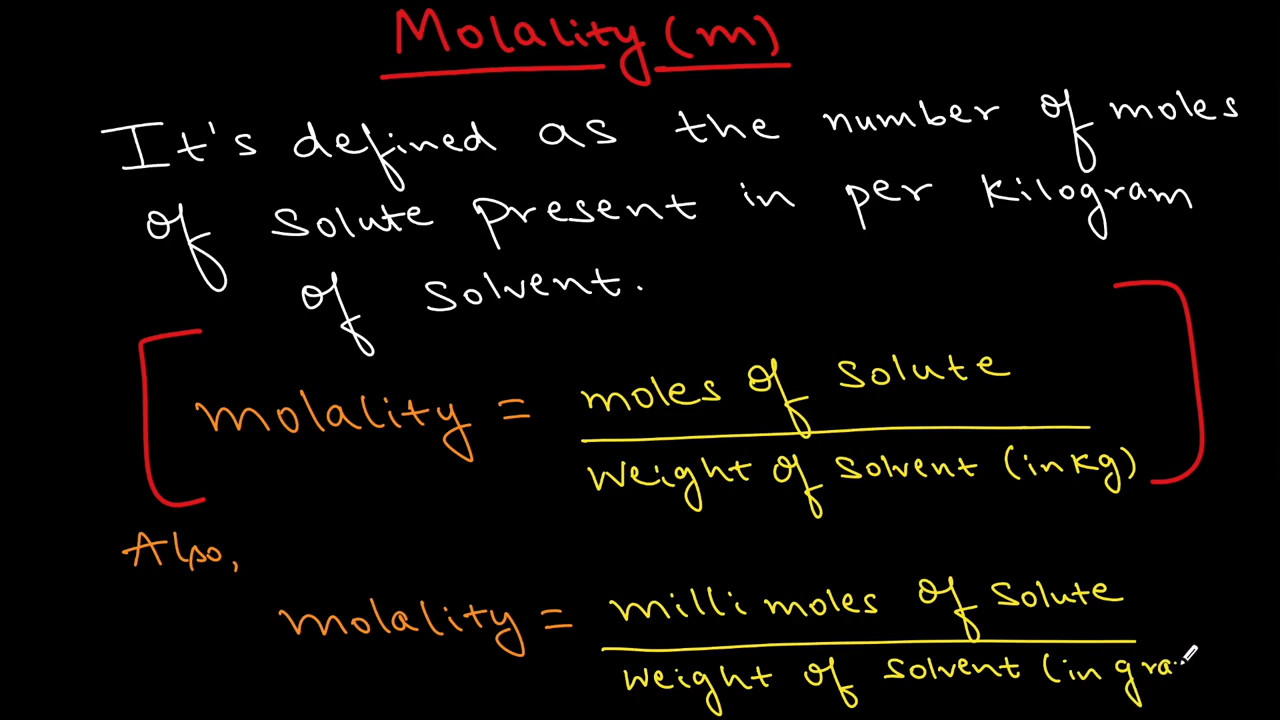 Molality (m)
It's defined as the number of moles
of solute present in per kilogram
of solvent.
molality = moles of solute
weight of solvent (in kg)
Also,
molality = milli moles of solute
weight of solvent (in gra